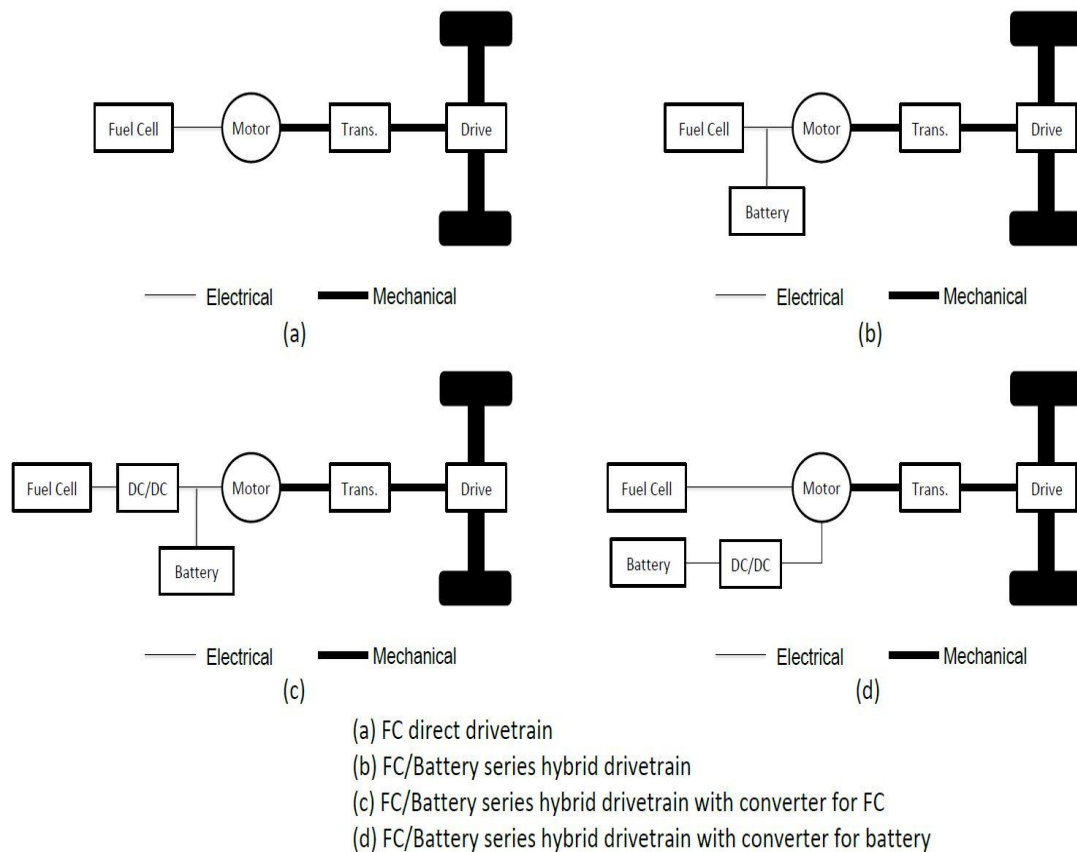 Fuel Cell Motor Trans. Drive
Electrical Mechanical
(a)
Fuel Cell Motor Trans. Drive
Battery
Electrical Mechanical
(b)
Fuel Cell DC/DC Motor Trans. Drive
Battery
Electrical Mechanical
(c)
Fuel Cell Motor Trans. Drive
Battery DC/DC
Electrical Mechanical
(d)
(a) FC direct drivetrain
(b) FC/Battery series hybrid drivetrain
(c) FC/Battery series hybrid drivetrain with converter for FC
(d) FC/Battery series hybrid drivetrain with converter for battery